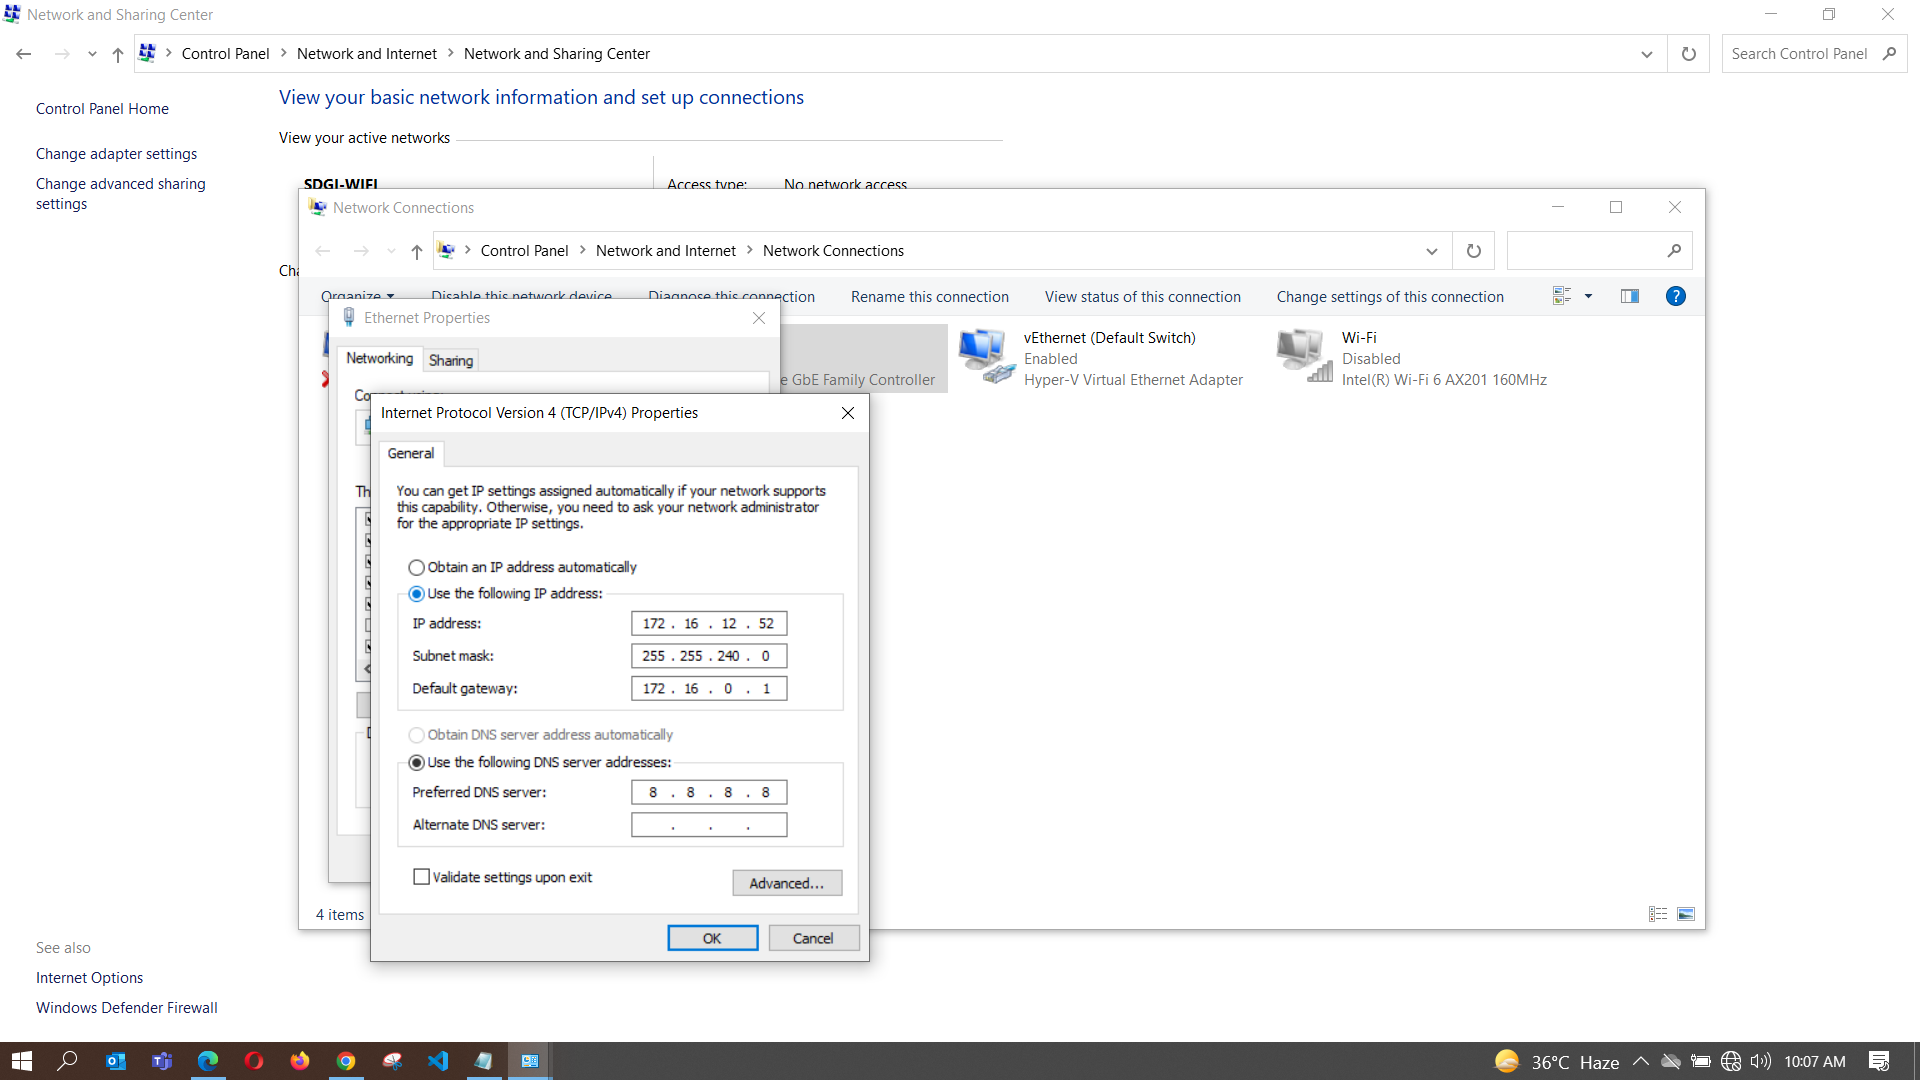 Network and Sharing Center
Control Panel > Network and Internet > Network and Sharing Center
Search Control Panel
Control Panel Home
Change adapter settings
Change advanced sharing
settings
View your basic network information and set up connections
View your active networks
SDGI-WIFI
Access type: No network access
Network Connections
Control Panel > Network and Internet > Network Connections
Organize Disable this network device Diagnose this connection Rename this connection View status of this connection Change settings of this connection
Ethernet Properties
Networking Sharing
e GbE Family Controller
vEthernet (Default Switch)
Enabled
Hyper-V Virtual Ethernet Adapter
Wi-Fi
Disabled
Intel(R) Wi-Fi 6 AX201 160MHz
Internet Protocol Version 4 (TCP/IPv4) Properties
General
You can get IP settings assigned automatically if your network supports
this capability. Otherwise, you need to ask your network administrator
for the appropriate IP settings.
Obtain an IP address automatically
Use the following IP address:
IP address: 172 . 16 . 12 . 52
Subnet mask: 255 . 255 . 240 . 0
Default gateway: 172 . 16 . 0 . 1
Obtain DNS server address automatically
Use the following DNS server addresses:
Preferred DNS server: 8 . 8 . 8 . 8
Alternate DNS server: . . .
Validate settings upon exit
Advanced...
OK Cancel
4 items
See also
Internet Options
Windows Defender Firewall
36°C Haze
10:07 AM